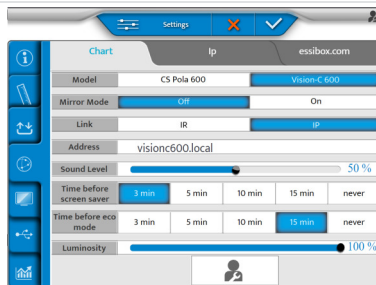 Settings
Chart Ip essibox.com
Model CS Pola 600 Vision-C 600
Mirror Mode Off On
Link IR IP
Address visionc600.local
Sound Level 50 %
Time before screen saver 3 min 5 min 10 min 15 min never
Time before eco mode 3 min 5 min 10 min 15 min never
Luminosity 100 %